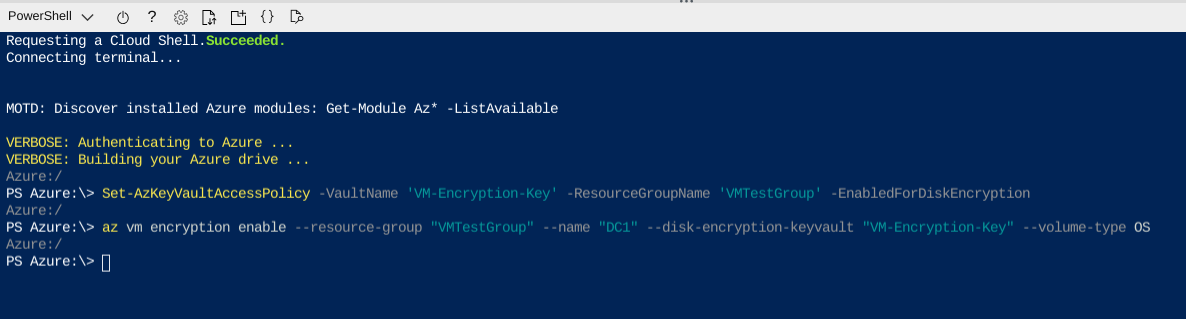 PowerShell
Requesting a Cloud Shell.Succeeded.
Connecting terminal...
MOTD: Discover installed Azure modules: Get-Module Az* -ListAvailable
VERBOSE: Authenticating to Azure ...
VERBOSE: Building your Azure drive ...
Azure:/
PS Azure:\> Set-AzKeyVaultAccessPolicy -VaultName 'VM-Encryption-Key' -ResourceGroupName 'VMTestGroup' -EnabledForDiskEncryption
Azure:/
PS Azure:\> az vm encryption enable --resource-group "VMTestGroup" --name "DC1" --disk-encryption-keyvault "VM-Encryption-Key" --volume-type OS
Azure:/
PS Azure:\>